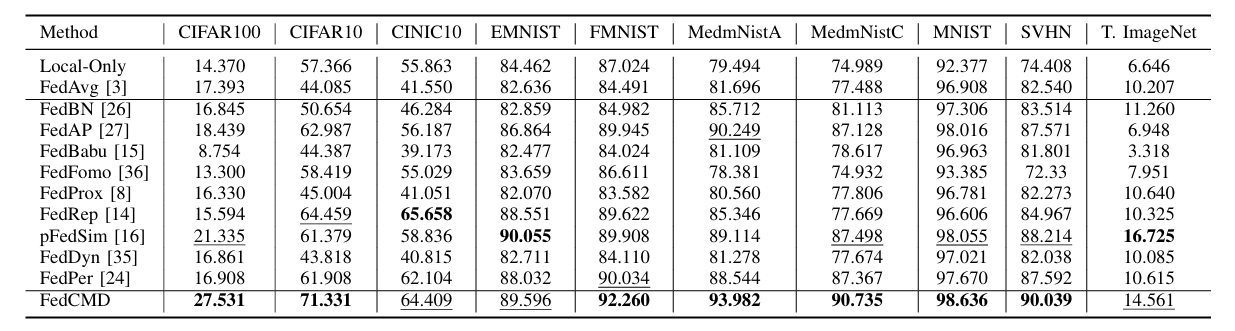 Method CIFAR100 CIFAR10 CINIC10 EMNIST FMNIST MedmNistA MedmNistC MNIST SVHN T. ImageNet
Local-Only 14.370 57.366 55.863 84.462 87.024 79.494 74.989 92.377 74.408 6.646
FedAvg [3] 17.393 44.085 41.550 82.636 84.491 81.696 77.488 96.908 82.540 10.207
FedBN [26] 16.845 50.654 46.284 82.859 84.982 85.712 81.113 97.306 83.514 11.260
FedAP [27] 18.439 62.987 56.187 86.864 89.945 90.249 87.128 98.016 87.571 6.948
FedBabu [15] 8.754 44.387 39.173 82.477 84.024 81.109 78.617 96.963 81.801 3.318
FedFomo [36] 13.300 58.419 55.029 83.659 86.611 78.381 74.932 93.385 72.33 7.951
FedProx [8] 16.330 45.004 41.051 82.070 83.582 80.560 77.806 96.781 82.273 10.640
FedRep [14] 15.594 64.459 65.658 88.551 89.622 85.346 77.669 96.606 84.967 10.325
pFedSim [16] 21.335 61.379 58.836 90.055 89.908 89.114 87.498 98.055 88.214 16.725
FedDyn [35] 16.861 43.818 40.815 82.711 84.110 81.278 77.674 97.021 82.038 10.085
FedPer [24] 16.908 61.908 62.104 88.032 90.034 88.544 87.367 97.670 87.592 10.615
FedCMD 27.531 71.331 64.409 89.596 92.260 93.982 90.735 98.636 90.039 14.561